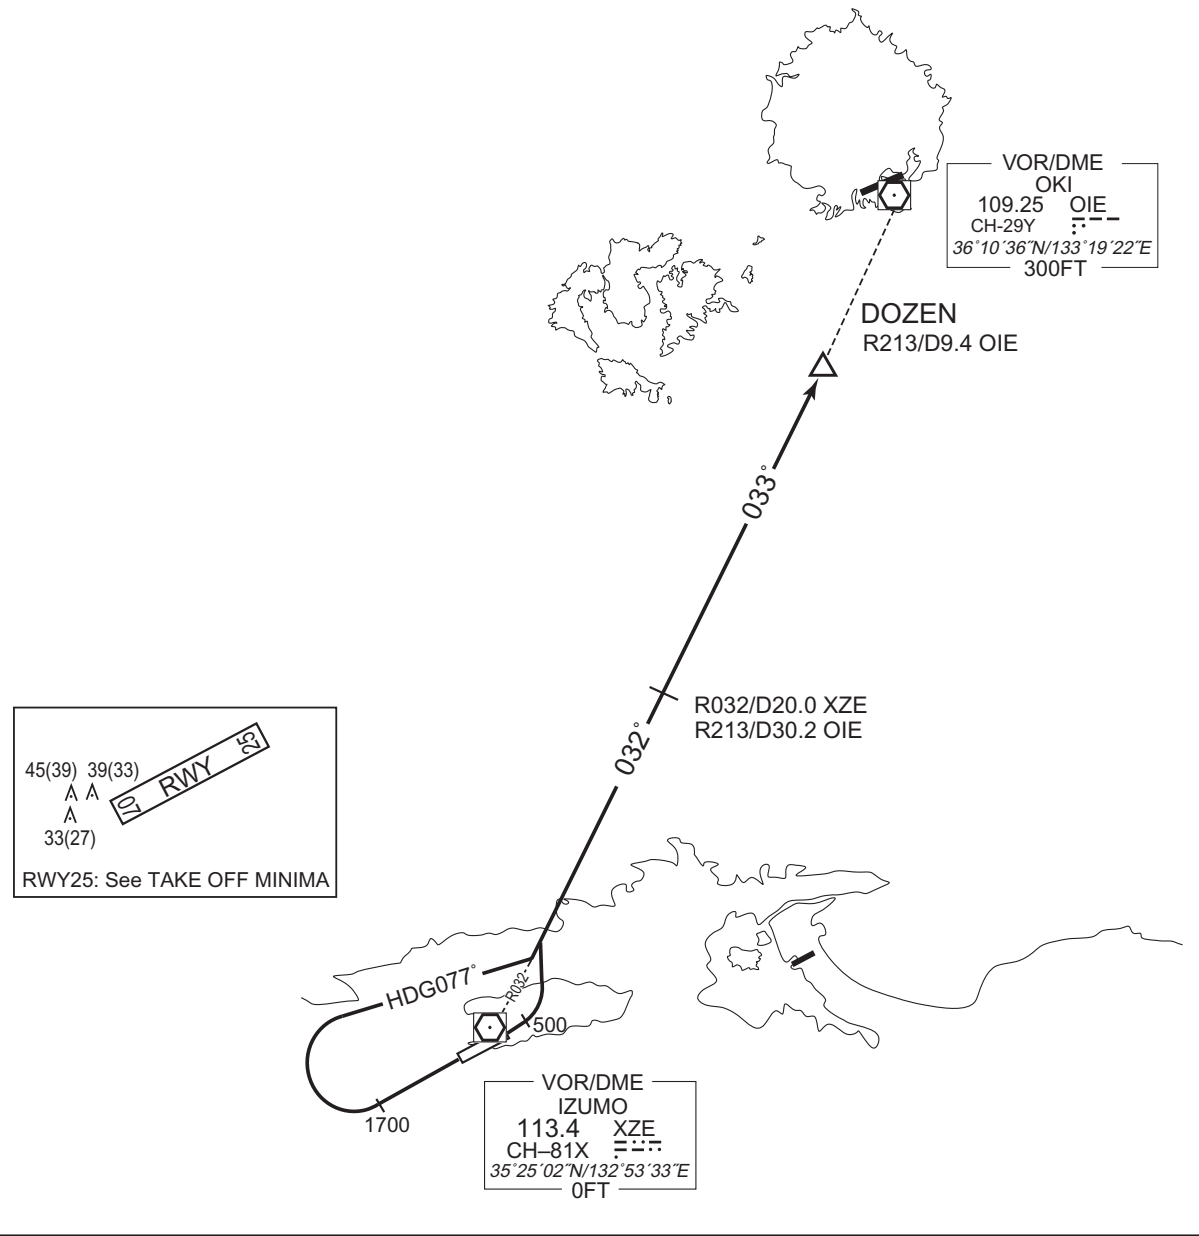 VOR/DME
OKI
109.25 OIE
CH-29Y
36°10´36˝N/133°19´22˝E
300FT
DOZEN
R213/D9.4 OIE
033°
R032/D20.0 XZE
R213/D30.2 OIE
032°
45(39) 39(33)
33(27)
07 RWY 25
RWY25: See TAKE OFF MINIMA
HDG077°
R032
500
1700
VOR/DME
IZUMO
113.4 XZE
CH–81X
35°25´02˝N/132°53´33˝E
0FT